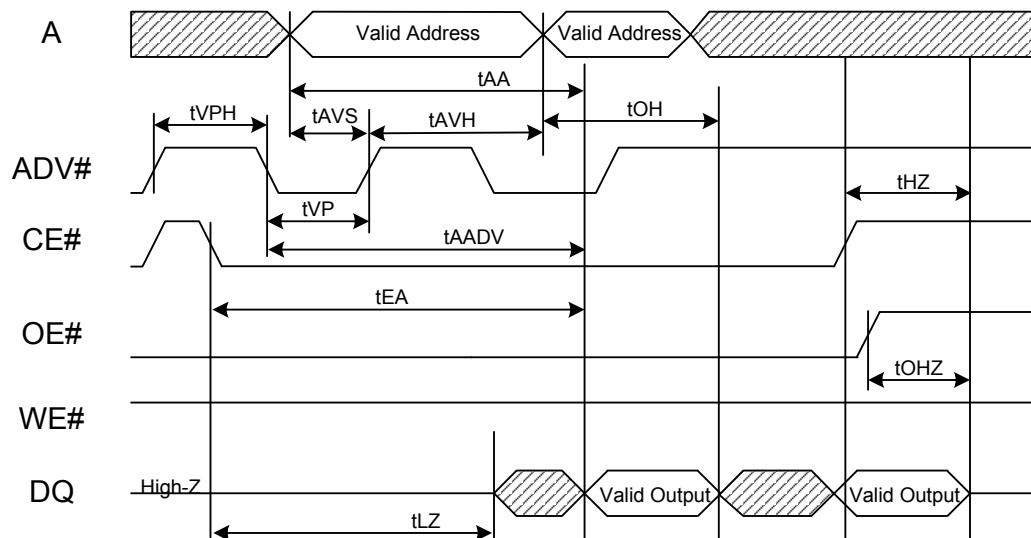 A
Valid Address
Valid Address
tAA
tVPH
tAVS
tAVH
tOH
ADV#
tHZ
tVP
CE#
tAADV
tEA
OE#
tOHZ
WE#
DQ
High-Z
Valid Output
Valid Output
tLZ